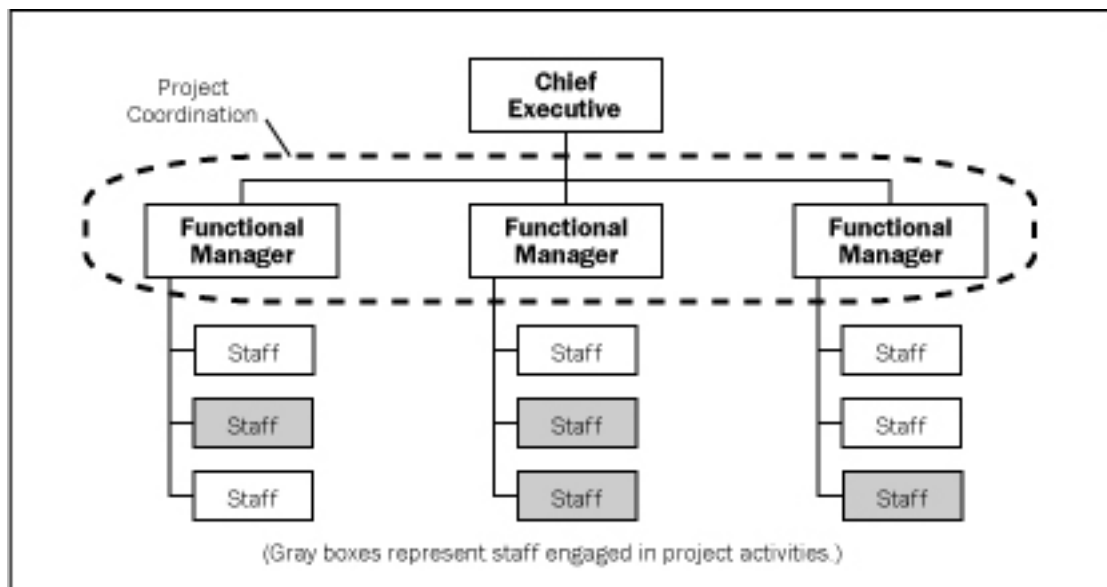 Project
Coordination
Chief
Executive
Functional
Manager
Functional
Manager
Functional
Manager
Staff
Staff
Staff
Staff
Staff
Staff
Staff
Staff
Staff
(Gray boxes represent staff engaged in project activities.)